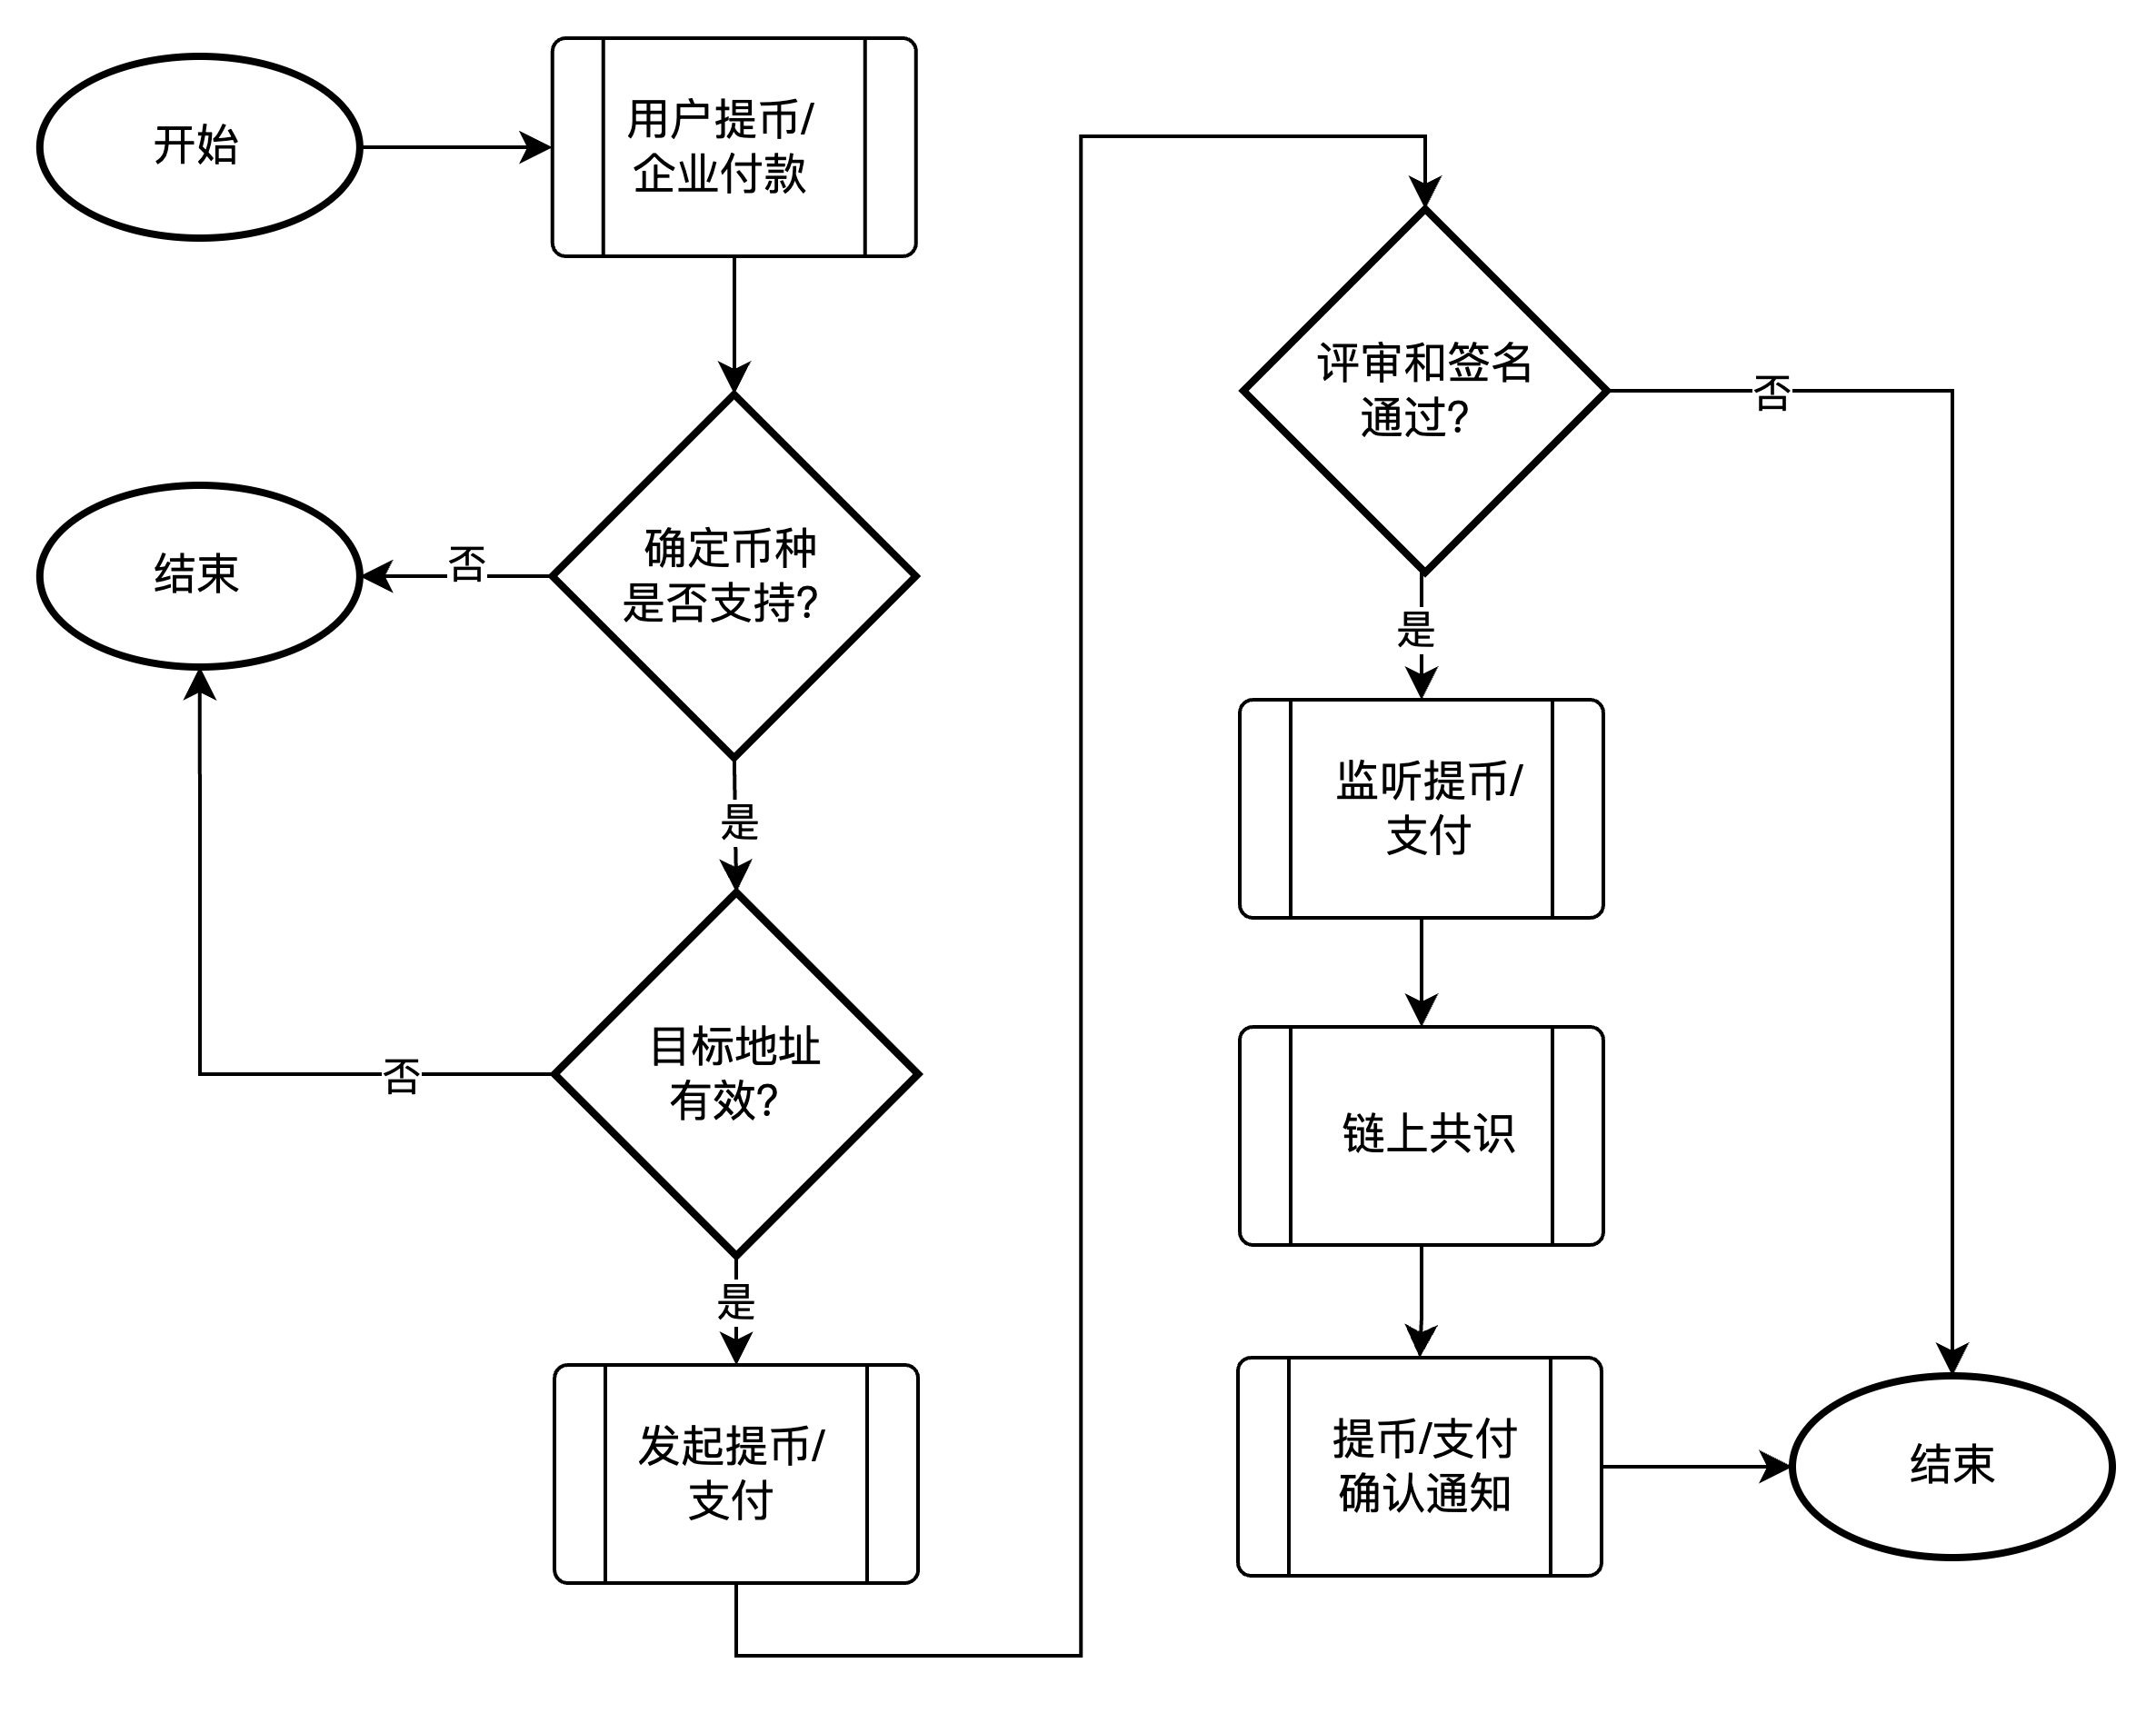 开始
用户提币/
企业付款
确定币种
是否支持?
否
结束
是
目标地址
有效?
否
是
发起提币/
支付
评审和签名
通过?
否
是
监听提币/
支付
链上共识
提币/支付
确认通知
结束